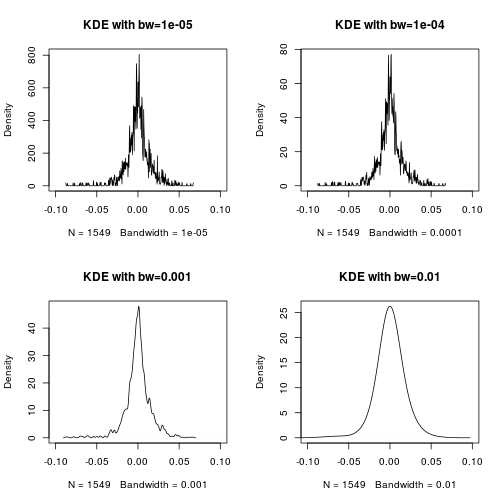 KDE with bw=1e-05
Density
0 200 400 600 800
-0.10 -0.05 0.00 0.05 0.10
N = 1549 Bandwidth = 1e-05
KDE with bw=1e-04
Density
0 20 40 60 80
-0.10 -0.05 0.00 0.05 0.10
N = 1549 Bandwidth = 0.0001
KDE with bw=0.001
Density
0 10 20 30 40
-0.10 -0.05 0.00 0.05 0.10
N = 1549 Bandwidth = 0.001
KDE with bw=0.01
Density
0 5 10 15 20 25
-0.10 -0.05 0.00 0.05 0.10
N = 1549 Bandwidth = 0.01